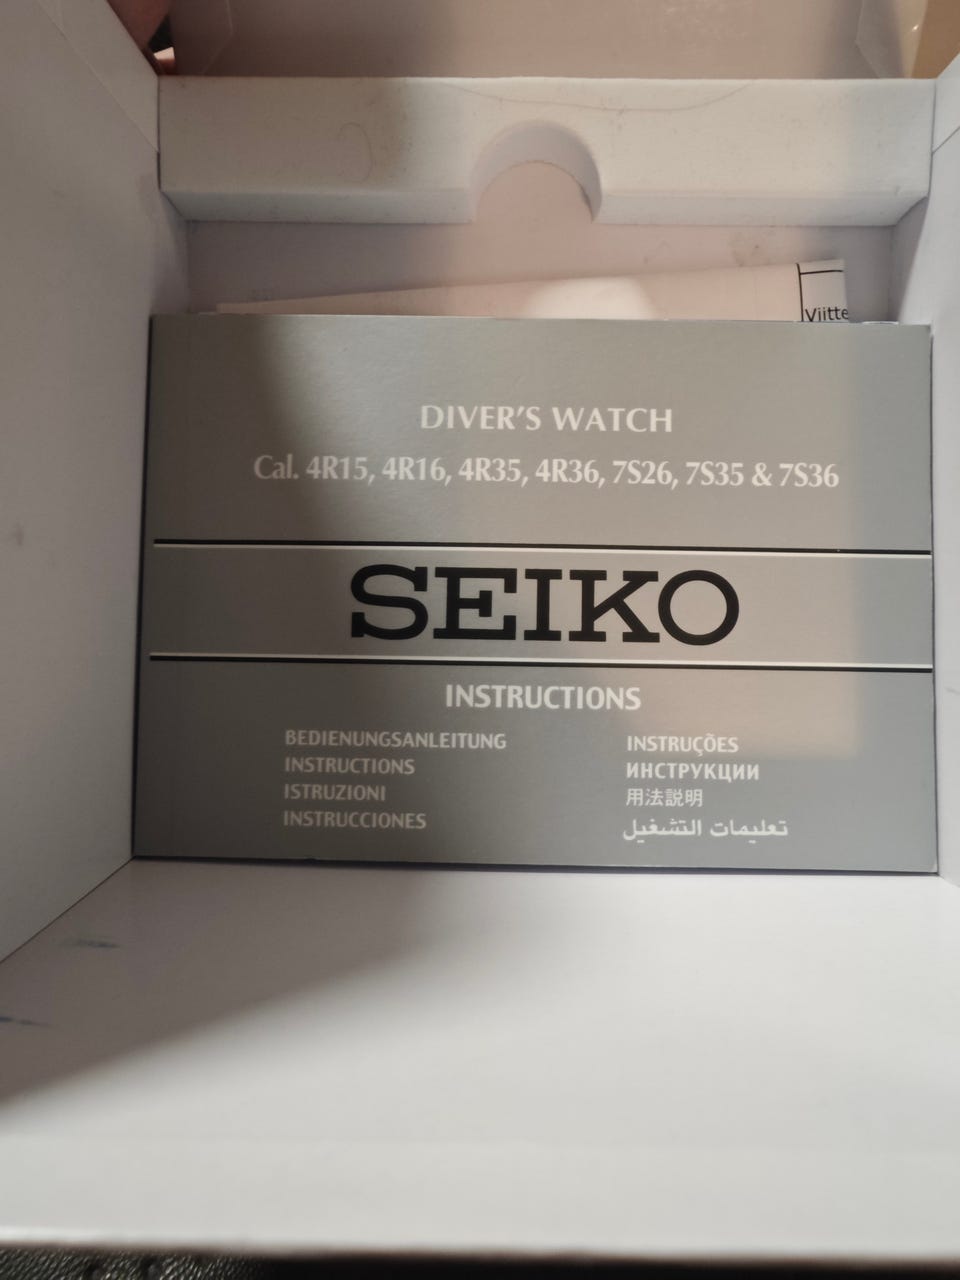 Viitte
DIVER'S WATCH
Cal. 4R15, 4R16, 4R35, 4R36, 7S26, 7S35 & 7S36
SEIKO
INSTRUCTIONS
BEDIENUNGSANLEITUNG
INSTRUCTIONS
ISTRUZIONI
INSTRUCCIONES
INSTRUÇÕES
ИНСТРУКЦИИ
用法説明
تعليمات التشغيل